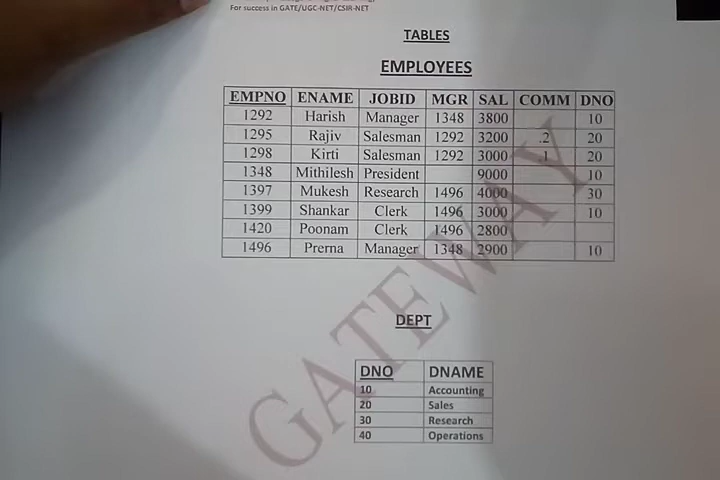 For success in GATE/UGC-NET/CSIR-NET
TABLES
EMPLOYEES
EMPNO ENAME JOBID MGR SAL COMM DNO
1292 Harish Manager 1348 3800 10
1295 Rajiv Salesman 1292 3200 .2 20
1298 Kirti Salesman 1292 3000 .1 20
1348 Mithilesh President 9000 10
1397 Mukesh Research 1496 4000 30
1399 Shankar Clerk 1496 3000 10
1420 Poonam Clerk 1496 2800
1496 Prerna Manager 1348 2900 10
GATEWAY
DEPT
DNO DNAME
10 Accounting
20 Sales
30 Research
40 Operations